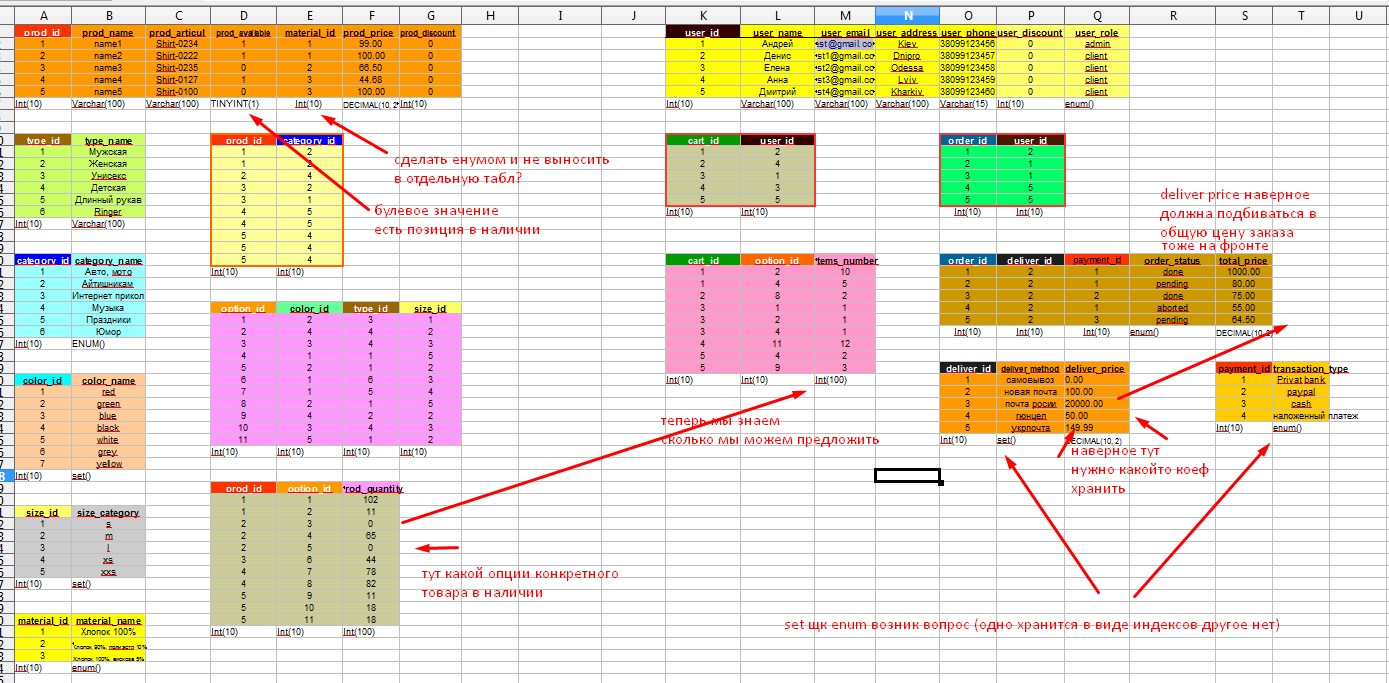 A B C D E F G H I J K L M N O P Q R S T U
prod_id prod_name prod_articul prod_available material_id prod_price prod_discount
1 name1 Shirt-0234 1 1 99.00 0
2 name2 Shirt-0222 1 1 100.00 0
3 name3 Shirt-0235 0 2 66.50 0
4 name4 Shirt-0127 1 3 44.68 0
5 name5 Shirt-0100 0 3 100.00 0
Int(10) Varchar(100) Varchar(100) TINYINT(1) Int(10) DECIMAL(10, 2 Int(10)
user_id user_name user_email user_address user_phone user_discount user_role
1 Андрей st@gmail.co Kiev 38099123456 0 admin
2 Денис st1@gmail.co Dnipro 38099123457 0 client
3 Елена st2@gmail.co Odessa 38099123458 0 client
4 Анна st3@gmail.co Lviv 38099123459 0 client
5 Дмитрий st4@gmail.co Kharkiv 38099123460 0 client
Int(10) Varchar(100) Varchar(100) Varchar(100) Varchar(15) Int(10) enum()
type_id type_name
1 Мужская
2 Женская
3 Унисекс
4 Детская
5 Длинный рукав
6 Ringer
Int(10) Varchar(100)
prod_id category_id
1 2
1 2
2 4
3 2
3 1
4 5
4 5
5 4
5 4
5 4
Int(10) Int(10)
сделать енумом и не выносить
в отдельную табл?
булевое значение
есть позиция в наличии
cart_id user_id
1 2
2 4
3 1
4 3
5 5
Int(10) Int(10)
order_id user_id
1 2
2 1
3 1
4 5
5 5
Int(10) Int(10)
deliver price наверное
должна подбиваться в
общую цену заказа
тоже на фронте
category_id category_name
1 Авто, мото
2 Айтишникам
3 Интернет прикол
4 Музыка
5 Праздники
6 Юмор
Int(10) ENUM()
option_id color_id type_id size_id
1 2 3 1
2 4 4 2
3 3 4 3
4 1 1 5
5 2 1 2
6 1 6 3
7 1 5 4
8 2 1 5
9 4 2 2
10 3 4 3
11 5 1 2
Int(10) Int(10) Int(10) Int(10)
cart_id option_id tems_number
1 2 10
1 4 5
2 8 2
3 1 1
3 2 1
3 4 1
4 11 12
5 4 2
5 9 3
Int(10) Int(10) Int(100)
order_id deliver_id payment_id order_status total_price
1 2 1 done 1000.00
2 2 1 pending 80.00
3 2 2 done 75.00
4 1 2 aborted 55.00
5 2 3 pending 64.50
Int(10) Int(10) Int(10) enum() DECIMAL(10, 2
color_id color_name
1 red
2 green
3 blue
4 black
5 white
6 grey
7 yellow
Int(10) set()
deliver_id deliver_method deliver_price
1 самовывоз 0.00
2 новая почта 100.00
3 почта росии 20000.00
4 50.00
5 укрпочта 149.99
Int(10) set() DECIMAL(10, 2)
payment_id transaction_type
1 Privat bank
2 paypal
3 cash
4 наложенный платеж
Int(10) enum()
теперь мы знаем
сколько мы можем предложить
наверное тут
нужно какойто коеф
хранить
size_id size_category
1 s
2 m
3 l
4 xs
5 xxs
Int(10) set()
prod_id option_id rod_quantity
1 1 102
1 2 11
2 3 0
2 4 65
2 5 0
3 6 44
4 7 78
4 8 82
5 9 11
5 10 18
5 11 18
Int(10) Int(10) Int(100)
тут какой опции конкретного
товара в наличии
material_id material_name
1 Хлопок 100%
2 Хлопок 90%, полиэстр 10%
3 Хлопок 100%, вискоза 5%
Int(10) enum()
set щк enum возник вопрос (одно хранится в виде индексов другое нет)